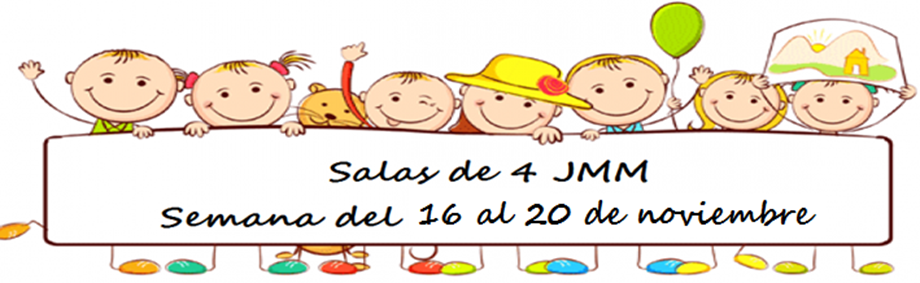 Salas de 4 JMM
Semana del 16 al 20 de noviembre